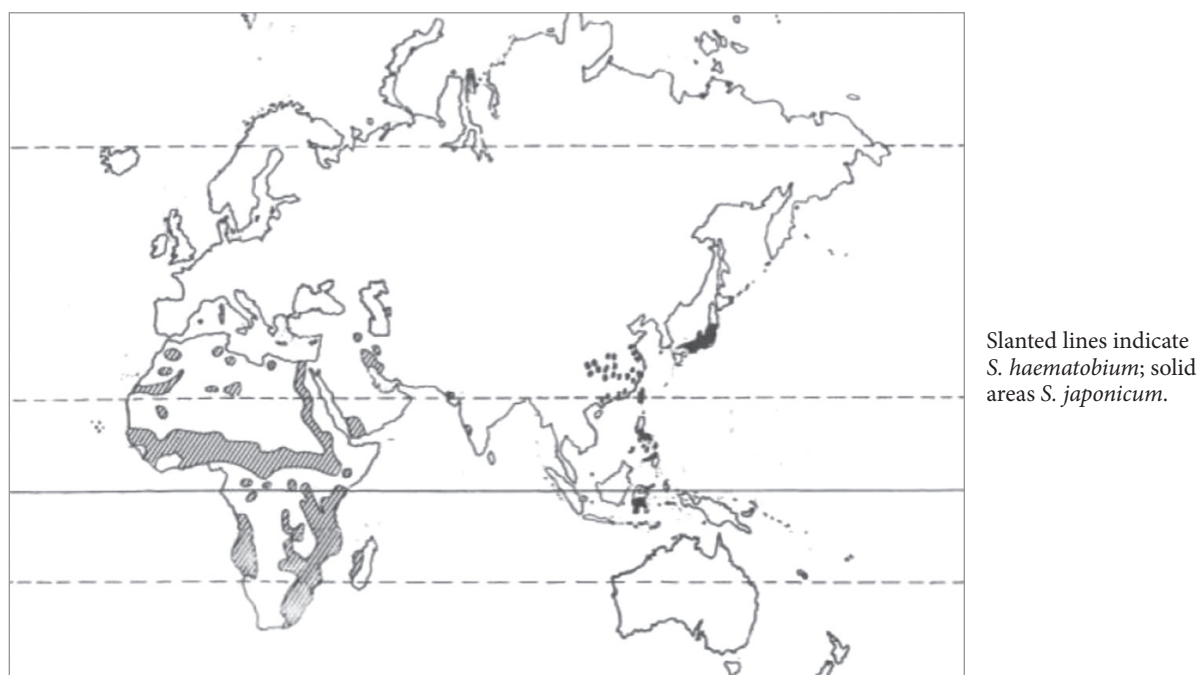 Slanted lines indicate
S. haematobium; solid
areas S. japonicum.